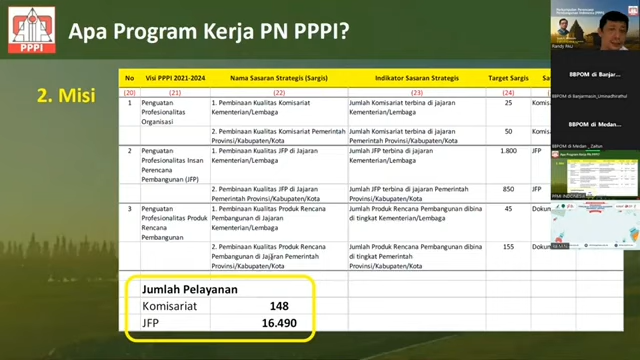 PPPI
Apa Program Kerja PN PPPI?
2. Misi
No Visi PPPI 2021-2024 Nama Sasaran Strategis (Sargis) Indikator Sasaran Strategis Target Sargis
(20) (21) (22) (23) (24)
1 Penguatan Profesionalitas Organisasi
1. Pembinaan Kualitas Komisariat Kementerian/Lembaga
Jumlah Komisariat terbina di jajaran Kementerian/Lembaga
25
2. Pembinaan Kualitas Komisariat Pemerintah Provinsi/Kabupaten/Kota
Jumlah Komisariat terbina di jajaran Pemerintah Provinsi/Kabupaten/Kota
50
2 Penguatan Profesionalitas Insan Perencana Pembangunan (JFP)
1. Pembinaan Kualitas JFP di Jajaran Kementerian/Lembaga
Jumlah JFP terbina di jajaran Kementerian/Lembaga
1.800 JFP
2. Pembinaan Kualitas JFP di Jajaran Pemerintah Provinsi/Kabupaten/Kota
Jumlah JFP terbina di jajaran Pemerintah Provinsi/Kabupaten/Kota
850 JFP
3 Penguatan Profesionalitas Produk Rencana Pembangunan
1. Pembinaan Kualitas Produk Rencana Pembangunan di Jajaran Kementerian/Lembaga
Jumlah Produk Rencana Pembangunan dibina di tingkat Kementerian/Lembaga
45
2. Pembinaan Kualitas Produk Rencana Pembangunan di Jajaran Pemerintah Provinsi/Kabupaten/Kota
Jumlah Produk Rencana Pembangunan dibina di tingkat Pemerintah Provinsi/Kabupaten/Kota
155
Jumlah Pelayanan
Komisariat 148
JFP 16.490
BBPOM di Banjar...
BBPOM di Medan...
Apa Program Kerja PN PPPI?